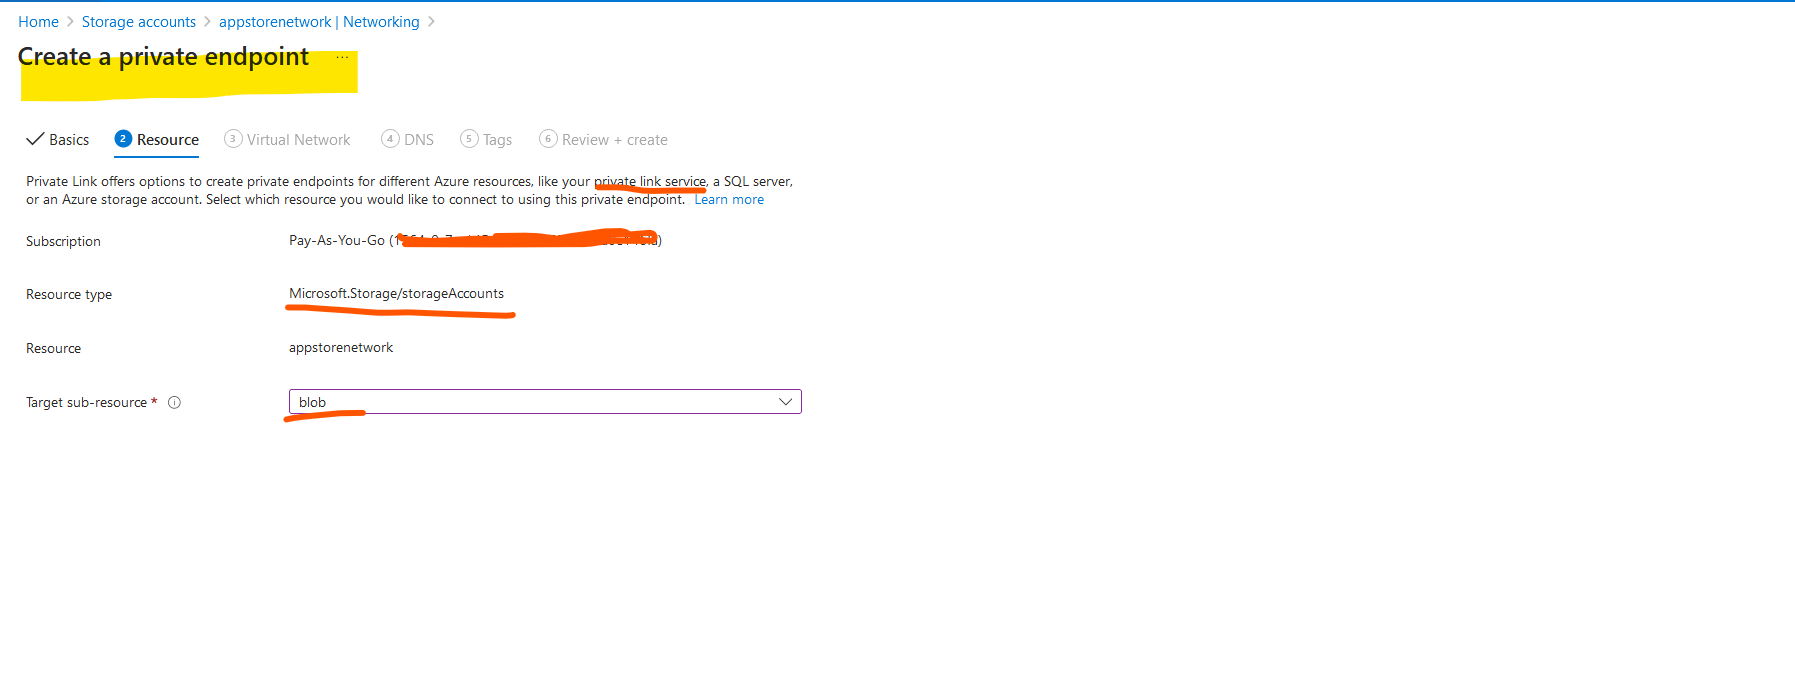 Home > Storage accounts > appstorenetwork | Networking >
Create a private endpoint ...
Basics 2 Resource 3 Virtual Network 4 DNS 5 Tags 6 Review + create
Private Link offers options to create private endpoints for different Azure resources, like your private link service, a SQL server,
or an Azure storage account. Select which resource you would like to connect to using this private endpoint. Learn more
Subscription Pay-As-You-Go (
Resource type Microsoft.Storage/storageAccounts
Resource appstorenetwork
Target sub-resource * blob